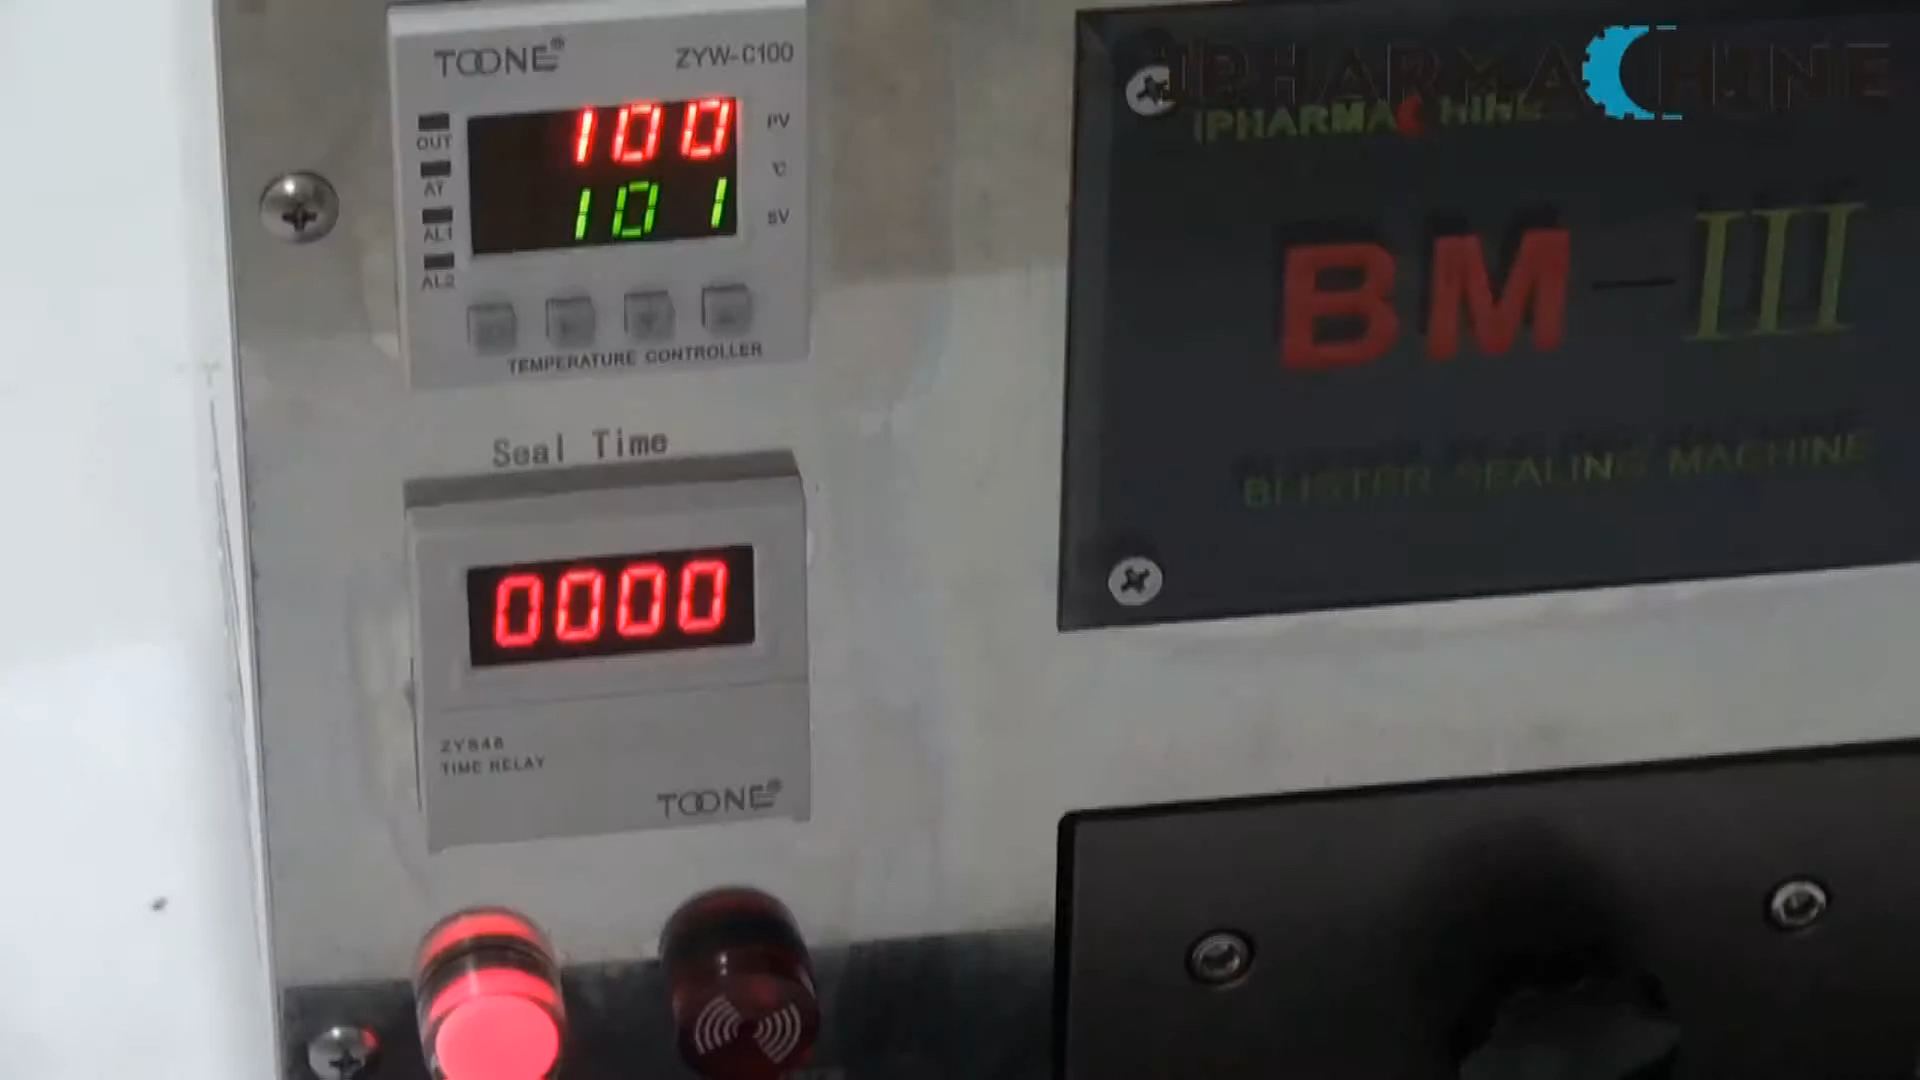 TOONE®
ZYW-C100
OUT
AT
AL1
AL2
100
101
PV
℃
SV
TEMPERATURE CONTROLLER
Seal Time
0000
ZYS48
TIME RELAY
TOONE®
IPHARMACHINE
IPHARMACHINE
BM-III
BLISTER SEALING MACHINE